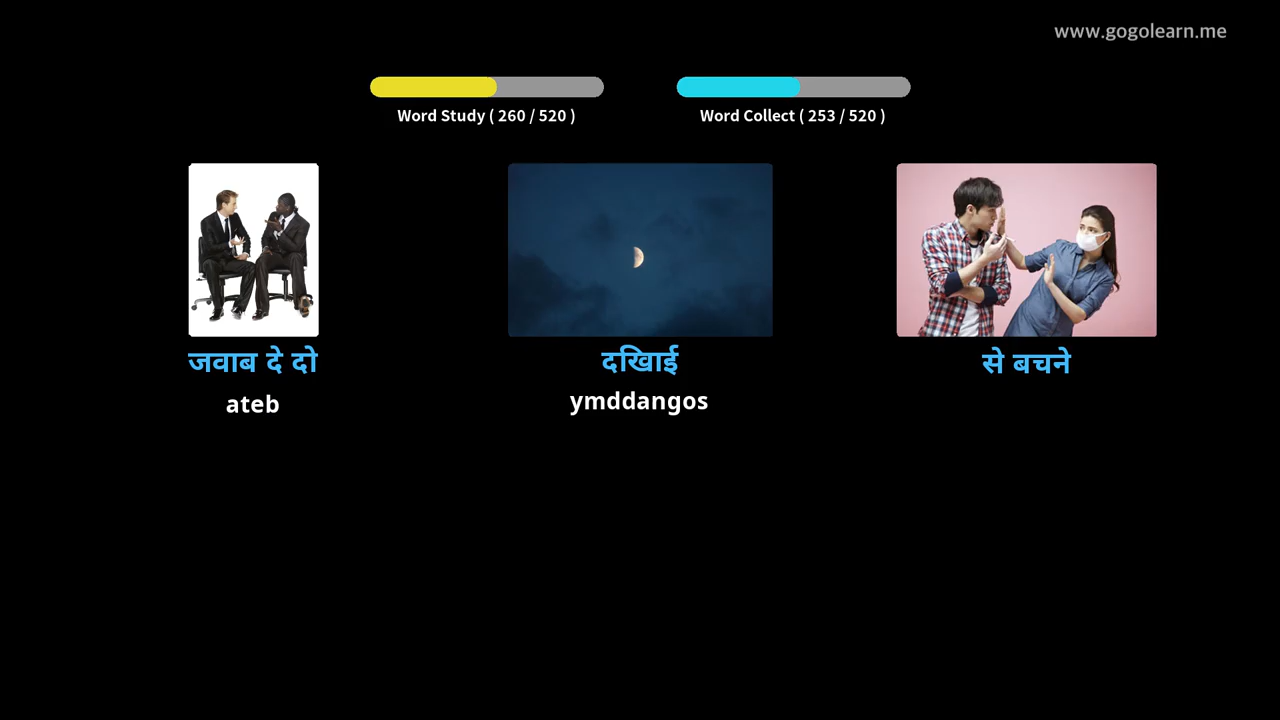 www.gogolearn.me
Word Study ( 260 / 520 )
Word Collect ( 253 / 520 )
जवाब दे दो
दखिाई
से बचने
ateb
ymddangos